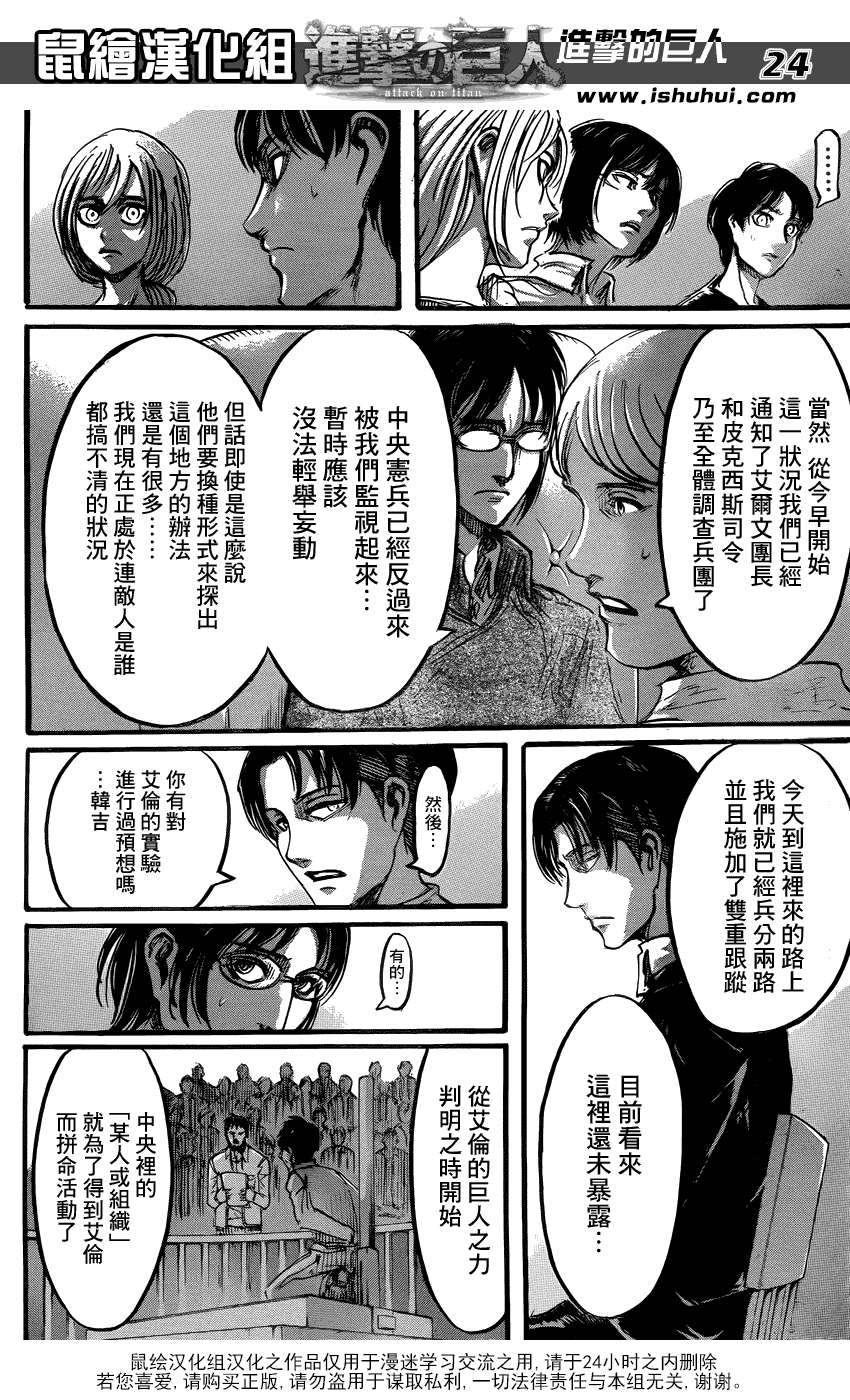 鼠繪漢化組
進撃の巨人
attack on titan
進撃的巨人
24
www.ishuhui.com
……
當然 從今早開始
這一狀況我們已經
通知了艾爾文團長
和皮克西斯司令
乃至全體調查兵團了
中央憲兵已經反過來
被我們監視起來…
暫時應該
沒法輕舉妄動
但話即使是這麼說
他們要換種形式來探出
這個地方的辦法
還是有很多……
我們現在正處於連敵人是誰
都搞不清的狀況
今天到這裡來的路上
我們就已經兵分兩路
並且施加了雙重跟蹤
目前看來
這裡還未暴露…
然後…
你有對
艾倫的實驗
進行過預想嗎
…韓吉
有的…
從艾倫的巨人之力
判明之時開始
中央裡的
「某人或組織」
就為了得到艾倫
而拼命活動了
鼠绘汉化组汉化之作品仅用于漫迷学习交流之用, 请于24小时之内删除
若您喜爱, 请购买正版, 请勿盗用于谋取私利, 一切法律责任与本组无关, 谢谢。